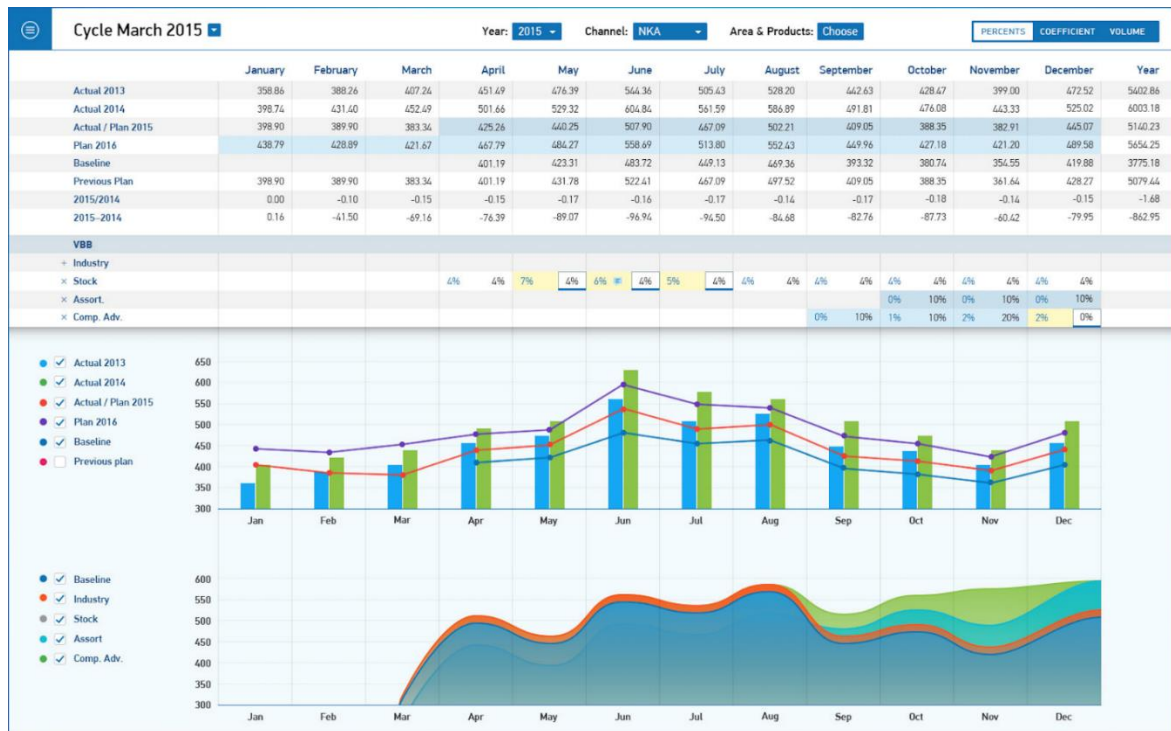 Cycle March 2015 Year: 2015 Channel: NKA Area & Products: Choose PERCENTS COEFFICIENT VOLUME
January February March April May June July August September October November December Year
Actual 2013 358.86 388.26 407.24 451.49 476.39 544.36 505.43 528.20 442.63 428.47 399.00 472.52 5402.86
Actual 2014 398.74 431.40 452.49 501.66 529.32 604.84 561.59 586.89 491.81 476.08 443.33 525.02 6003.18
Actual / Plan 2015 398.90 389.90 383.34 425.26 440.25 507.90 467.09 502.21 409.05 388.35 382.91 445.07 5140.23
Plan 2016 438.79 428.89 421.67 467.79 484.27 558.69 513.80 552.43 449.96 427.18 421.20 489.58 5654.25
Baseline 401.19 423.31 483.72 449.13 469.36 393.32 380.74 354.55 419.88 3775.18
Previous Plan 398.90 389.90 383.34 401.19 431.78 522.41 467.09 497.52 409.05 388.35 361.64 428.27 5079.44
2015/2014 0.00 -0.10 -0.15 -0.15 -0.17 -0.16 -0.17 -0.14 -0.17 -0.18 -0.14 -0.15 -1.68
2015-2014 0.16 -41.50 -69.16 -76.39 -89.07 -96.94 -94.50 -84.68 -82.76 -87.73 -60.42 -79.95 -862.95
VBB
+ Industry
× Stock 4% 4% 7% 4% 6% 4% 5% 4% 4% 4% 4% 4% 4% 4% 4% 4% 4% 4%
× Assort. 0% 10% 0% 10% 0% 10%
× Comp. Adv. 0% 10% 1% 10% 2% 20% 2% 0%
Actual 2013
Actual 2014
Actual / Plan 2015
Plan 2016
Baseline
Previous plan
650
600
550
500
450
400
350
300
Jan Feb Mar Apr May Jun Jul Aug Sep Oct Nov Dec
Baseline
Industry
Stock
Assort
Comp. Adv.
600
550
500
450
400
350
300
Jan Feb Mar Apr May Jun Jul Aug Sep Oct Nov Dec